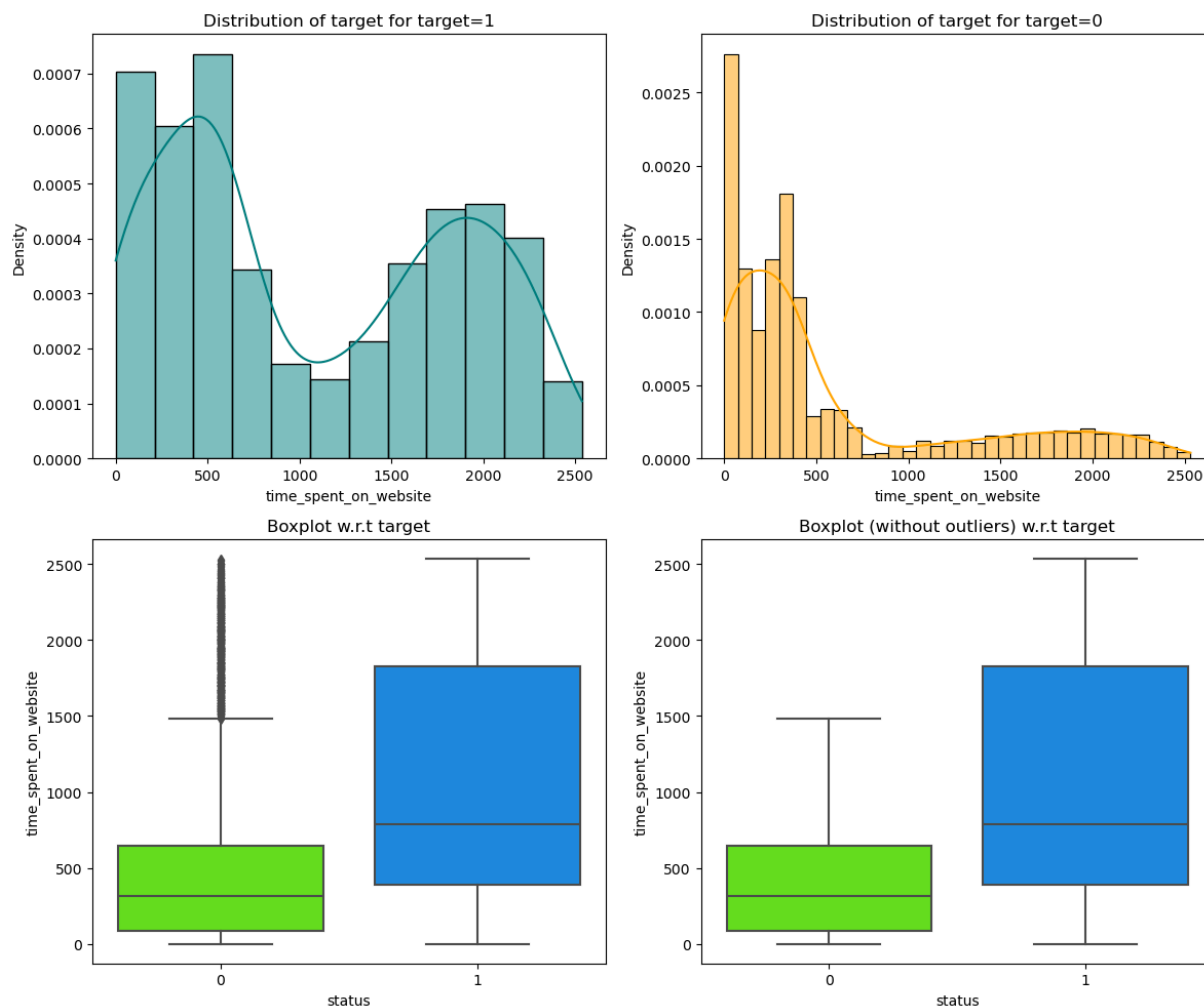 Distribution of target for target=1
Distribution of target for target=0
Density
0.0007
0.0006
0.0005
0.0004
0.0003
0.0002
0.0001
0.0000
0 500 1000 1500 2000 2500
time_spent_on_website
Density
0.0025
0.0020
0.0015
0.0010
0.0005
0.0000
0 500 1000 1500 2000 2500
time_spent_on_website
Boxplot w.r.t target
Boxplot (without outliers) w.r.t target
time_spent_on_website
2500
2000
1500
1000
500
0
0 1
status
time_spent_on_website
2500
2000
1500
1000
500
0
0 1
status